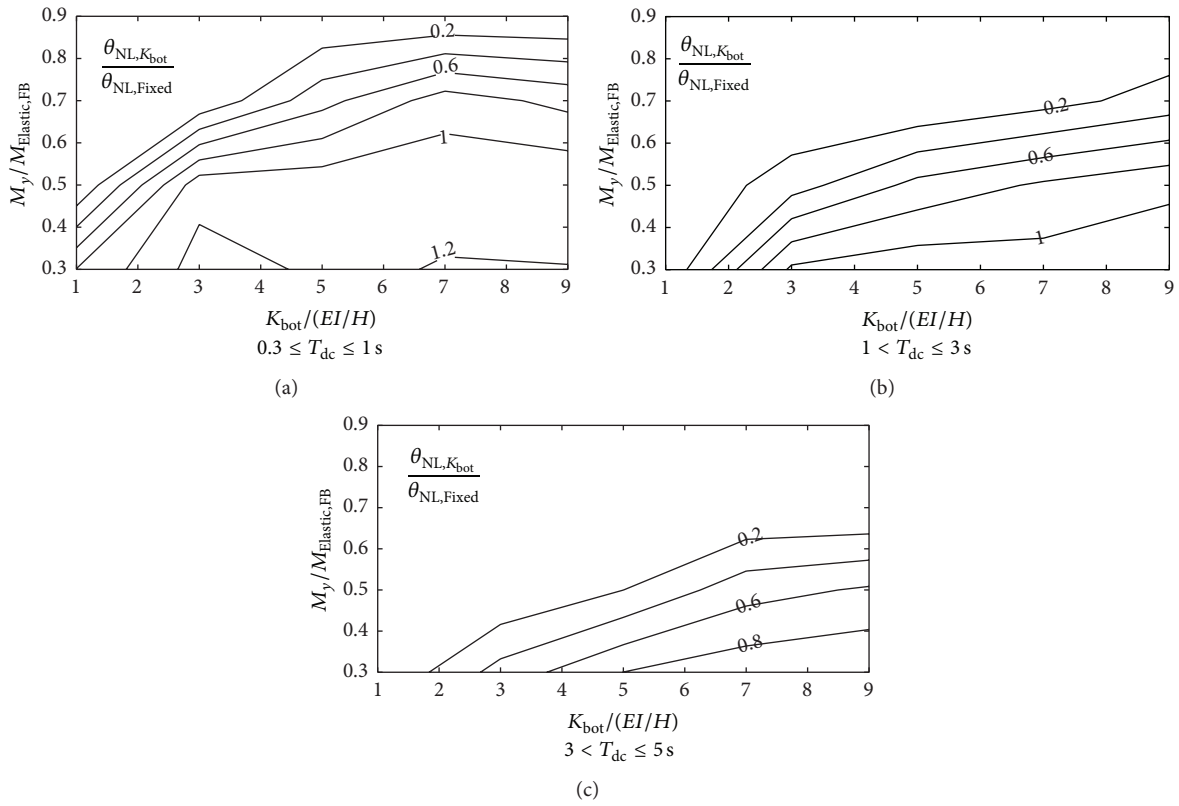 0.9
0.8
0.7
0.6
0.5
0.4
0.3
M_y/M_Elastic,FB
θ_NL,K_bot
θ_NL,Fixed
0.2
0.6
1
1.2
1 2 3 4 5 6 7 8 9
K_bot/(EI/H)
0.3 ≤ T_dc ≤ 1 s
(a)
0.9
0.8
0.7
0.6
0.5
0.4
0.3
M_y/M_Elastic,FB
θ_NL,K_bot
θ_NL,Fixed
0.2
0.6
1
1 2 3 4 5 6 7 8 9
K_bot/(EI/H)
1 < T_dc ≤ 3 s
(b)
0.9
0.8
0.7
0.6
0.5
0.4
0.3
M_y/M_Elastic,FB
θ_NL,K_bot
θ_NL,Fixed
0.2
0.6
0.8
1 2 3 4 5 6 7 8 9
K_bot/(EI/H)
3 < T_dc ≤ 5 s
(c)